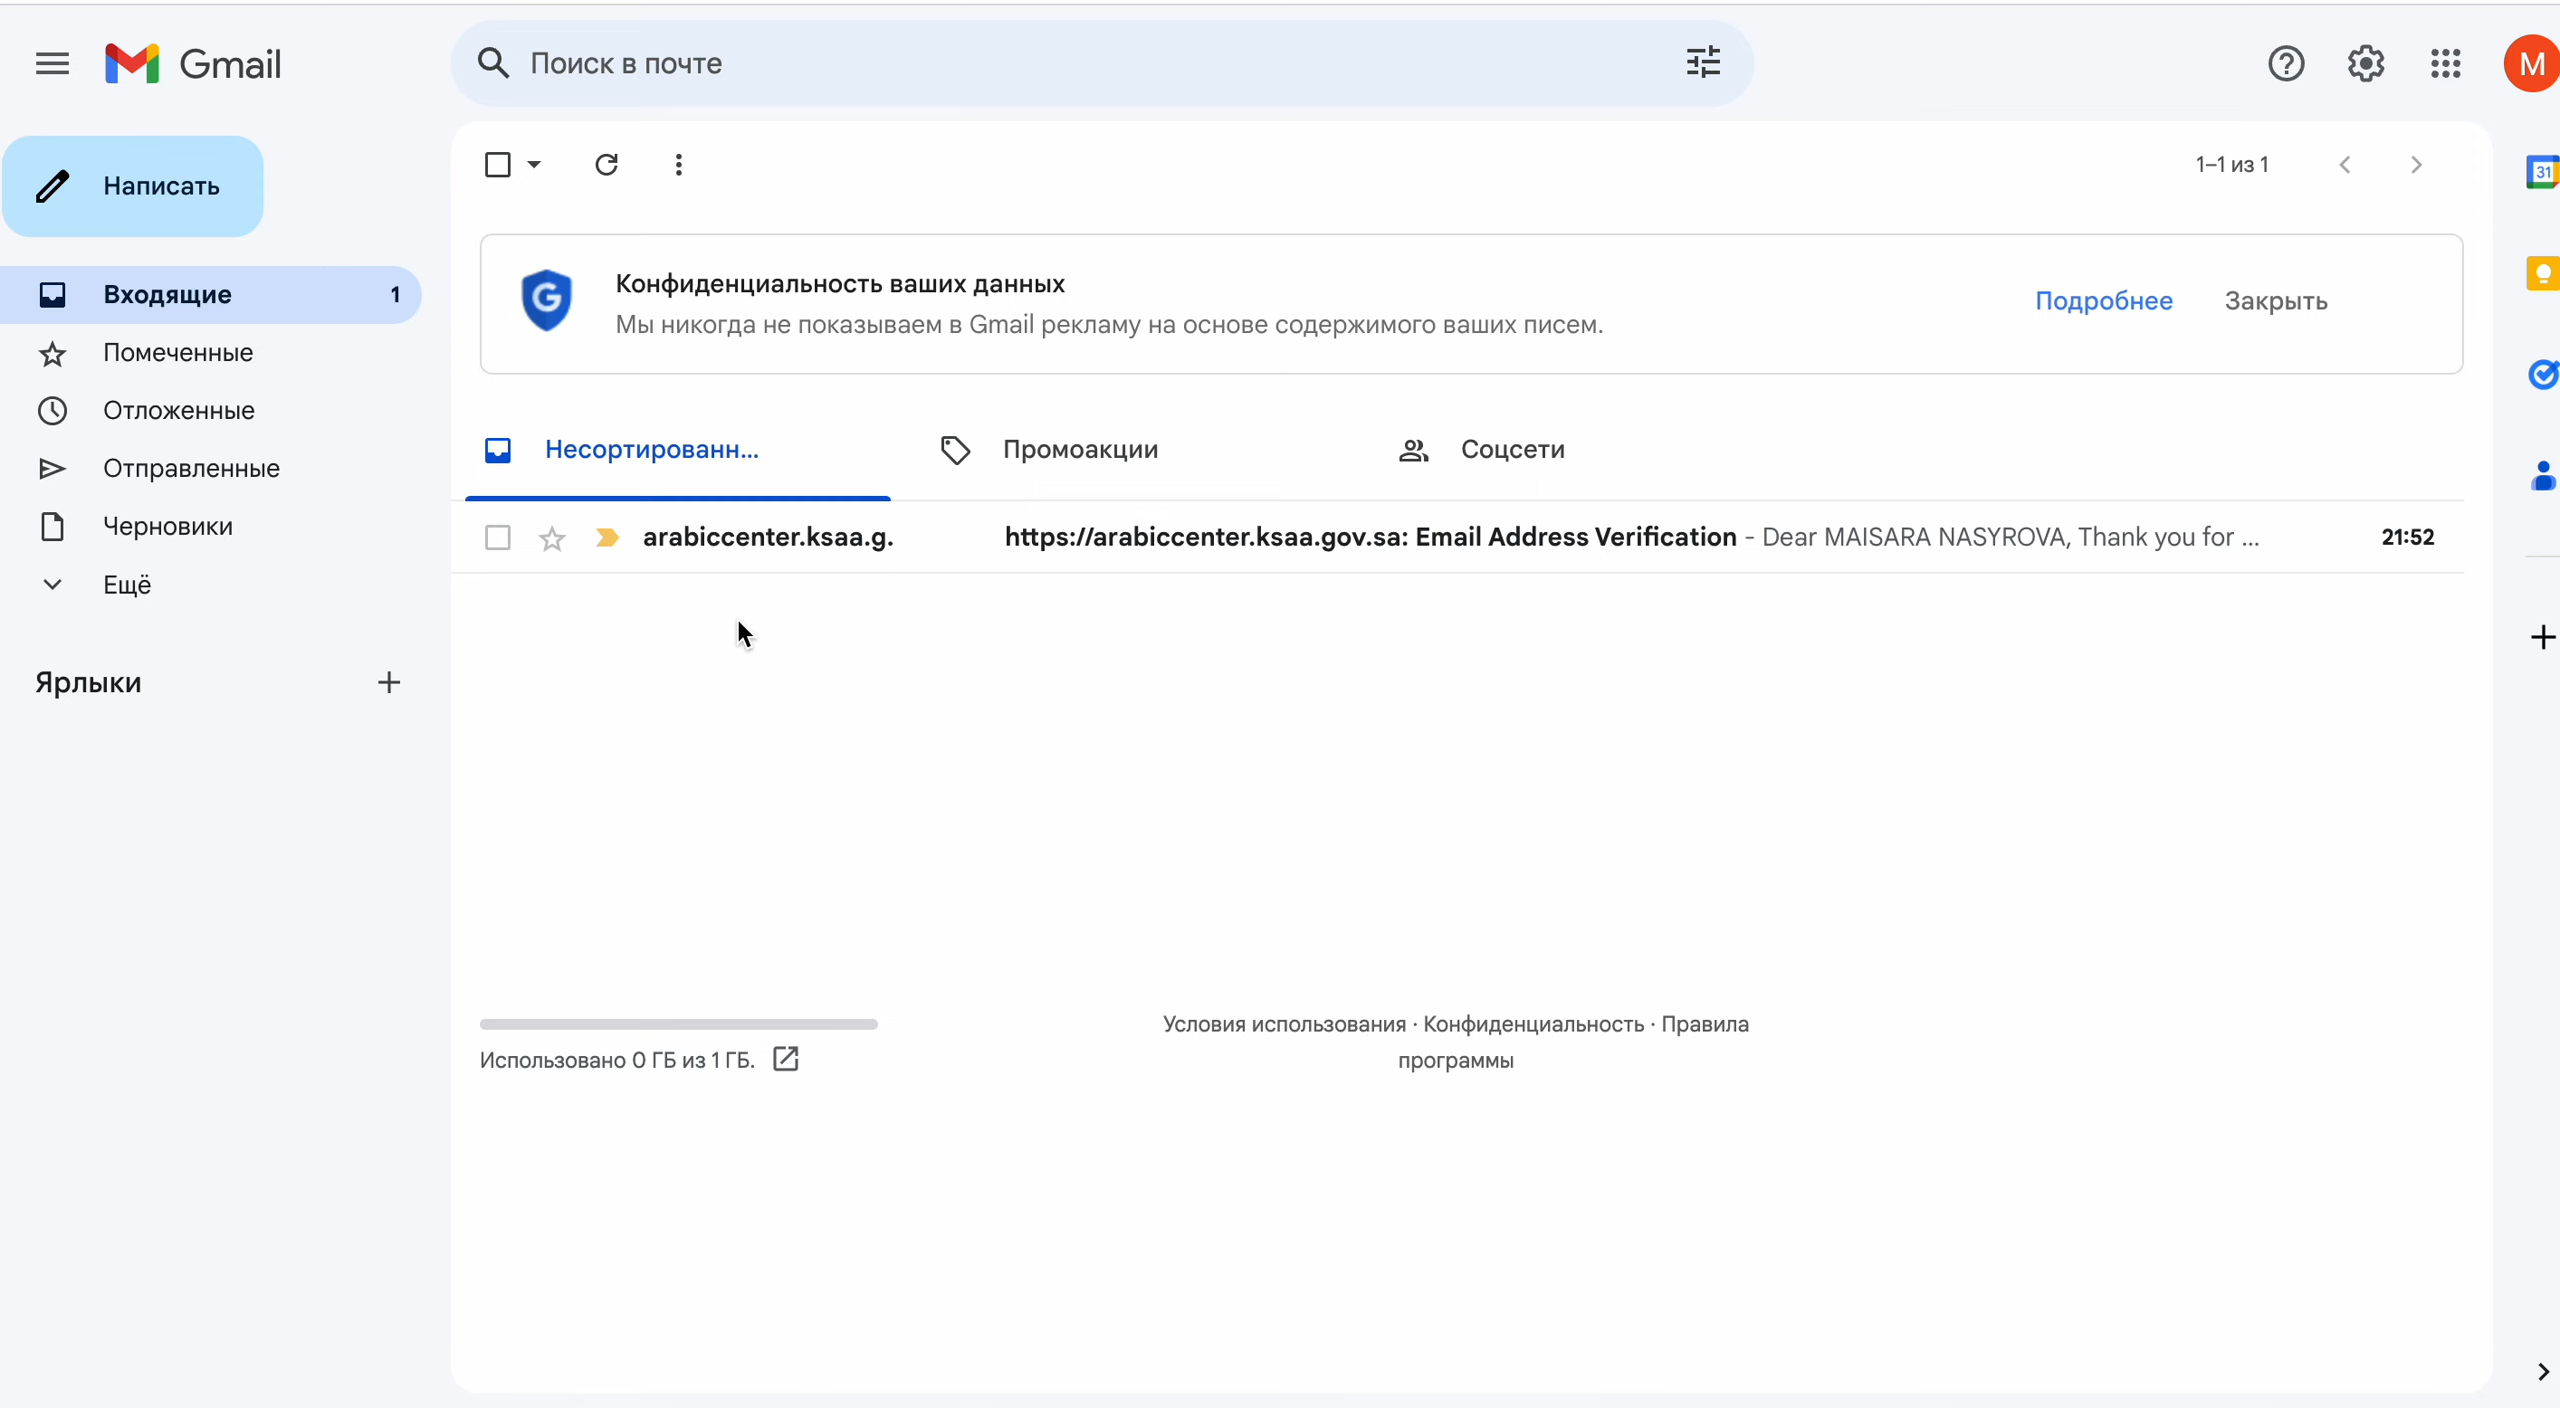 Gmail
Поиск в почте
M
Написать
1–1 из 1
31
Входящие 1
Конфиденциальность ваших данных
Мы никогда не показываем в Gmail рекламу на основе содержимого ваших писем.
Подробнее Закрыть
Помеченные
Отложенные
Отправленные
Черновики
Ещё
Ярлыки
Несортированн... Промоакции Соцсети
arabiccenter.ksaa.g. https://arabiccenter.ksaa.gov.sa: Email Address Verification - Dear MAISARA NASYROVA, Thank you for ... 21:52
Использовано 0 ГБ из 1 ГБ.
Условия использования · Конфиденциальность · Правила
программы